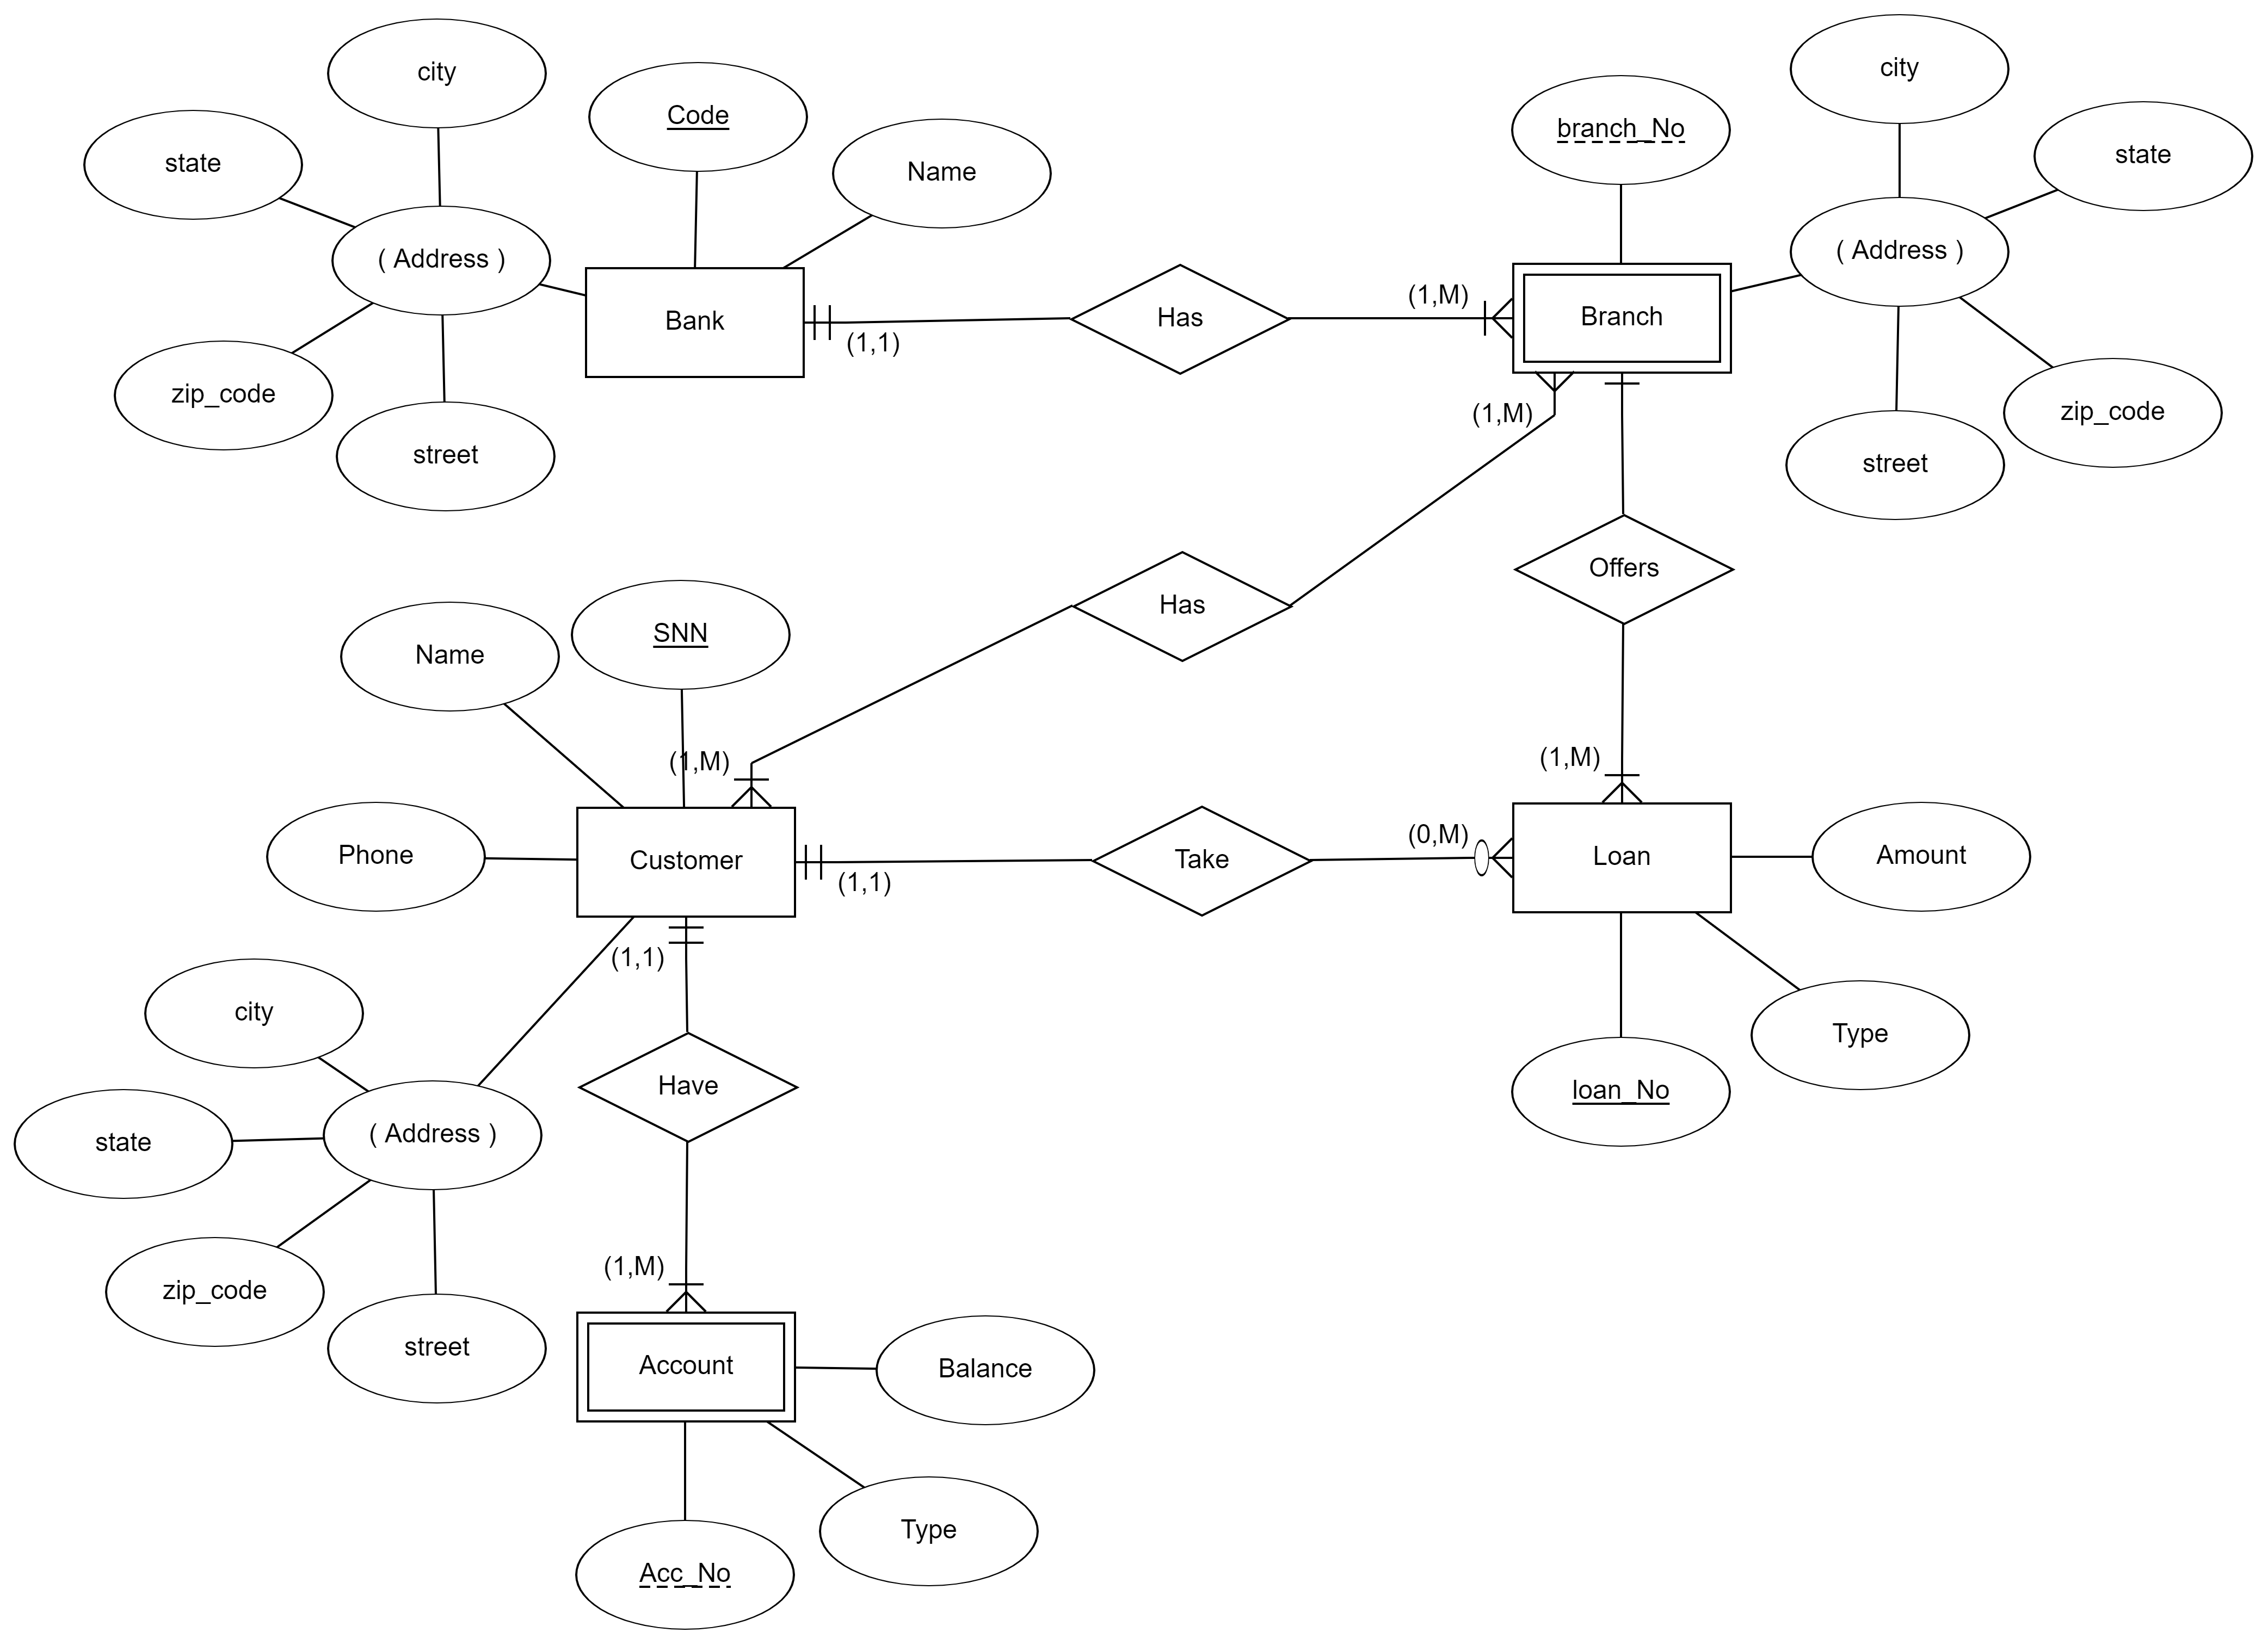 city
Code
branch_No
city
state
Name
state
( Address )
( Address )
Bank
(1,1)
Has
(1,M)
Branch
zip_code
street
(1,M)
zip_code
street
Has
Offers
Name
SNN
(1,M)
(1,M)
Phone
Customer
(1,1)
Take
(0,M)
Loan
Amount
(1,1)
city
Type
Have
loan_No
state
( Address )
zip_code
(1,M)
street
Account
Balance
Type
Acc_No